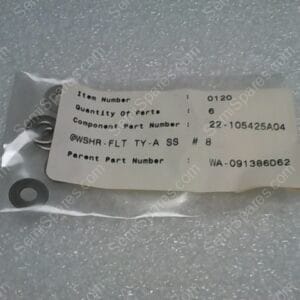 Item Number : 0120
Quantity Of Parts : 6
Component Part Number : 22-105425A04
@WSHR-FLT TY-A SS # 8
Parent Part Number : WA-091386062